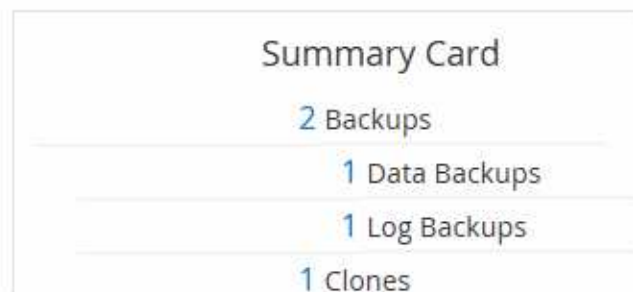 Summary Card
2 Backups
1 Data Backups
1 Log Backups
1 Clones